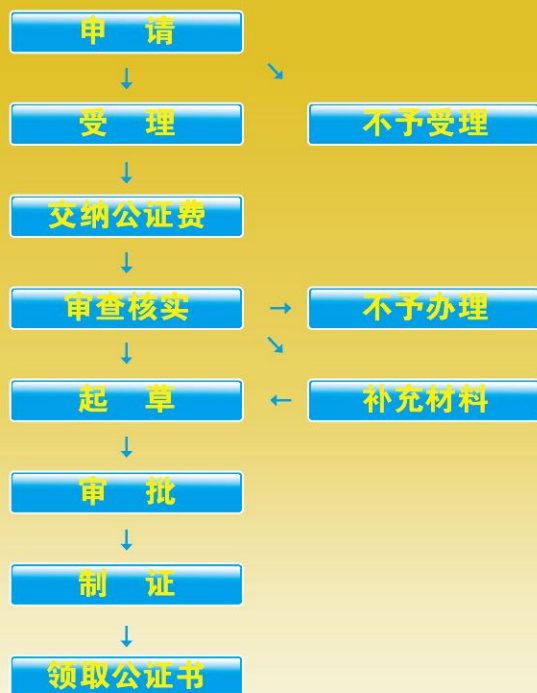 申 请
受 理
不予受理
交纳公证费
审查核实
不予办理
起 草
补充材料
审 批
制 证
领取公证书